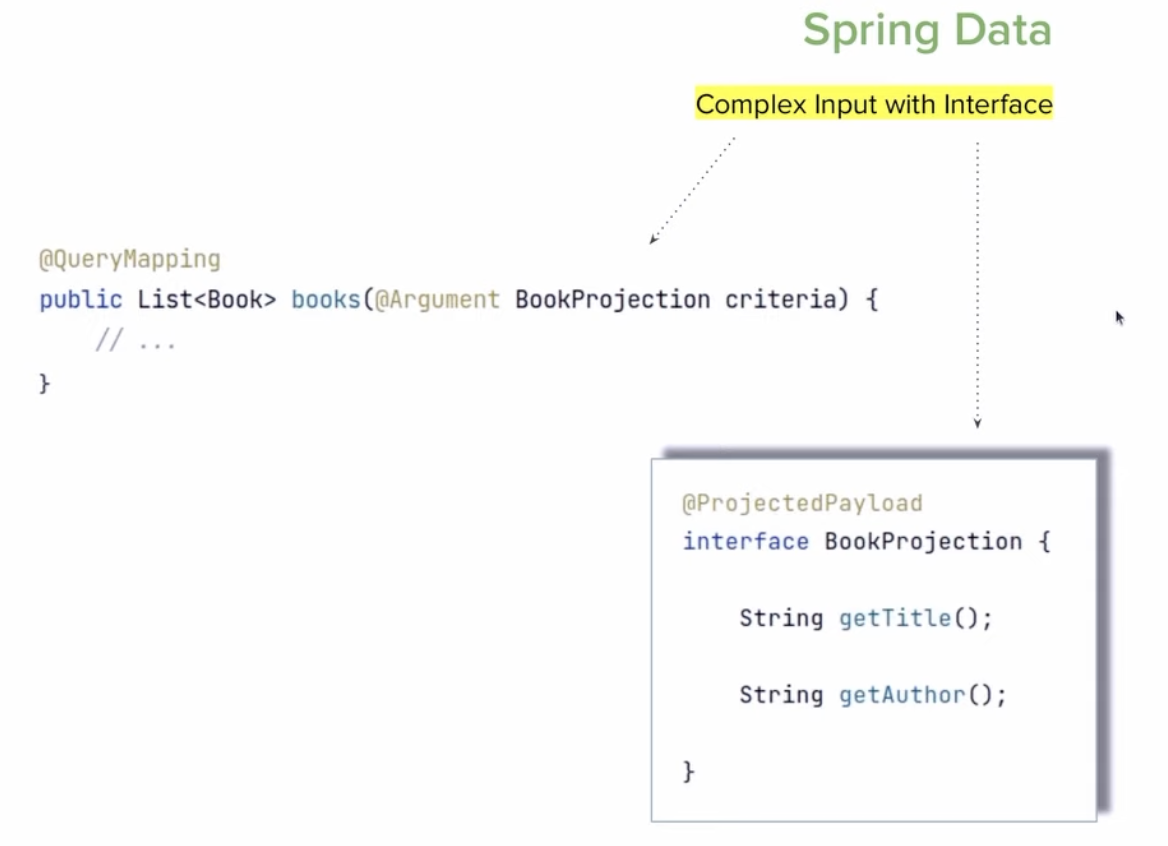 Spring Data
Complex Input with Interface
@QueryMapping
public List<Book> books(@Argument BookProjection criteria) {
    // ...
}
@ProjectedPayload
interface BookProjection {
    String getTitle();
    String getAuthor();
}